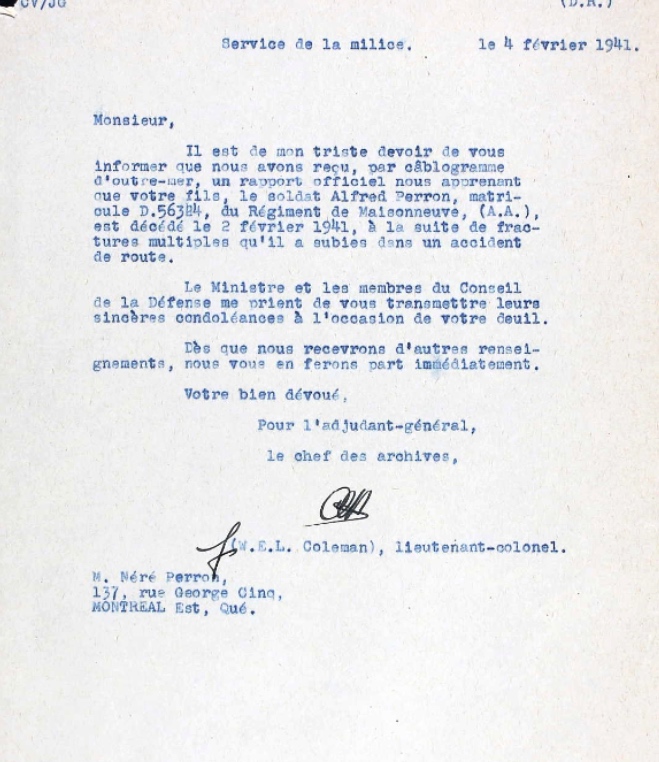 CV/JG (D.R.)
Service de la milice. le 4 février 1941.
Monsieur,
Il est de mon triste devoir de vous
informer que nous avons reçu, par câblogramme
d'outre-mer, un rapport officiel nous apprenant
que votre fils, le soldat Alfred Perron, matri-
cule D.56344, du Régiment de Maisonneuve, (A.A.),
est décédé le 2 février 1941, à la suite de frac-
tures multiples qu'il a subies dans un accident
de route.
Le Ministre et les membres du Conseil
de la Défense me prient de vous transmettre leurs
sincères condoléances à l'occasion de votre deuil.
Dès que nous recevrons d'autres rensei-
gnements, nous vous en ferons part immédiatement.
Votre bien dévoué,
Pour l'adjudant-général,
le chef des archives,
(W.E.L. Coleman), lieutenant-colonel.
M. Néré Perron,
137, rue George Cinq,
MONTREAL Est, Qué.